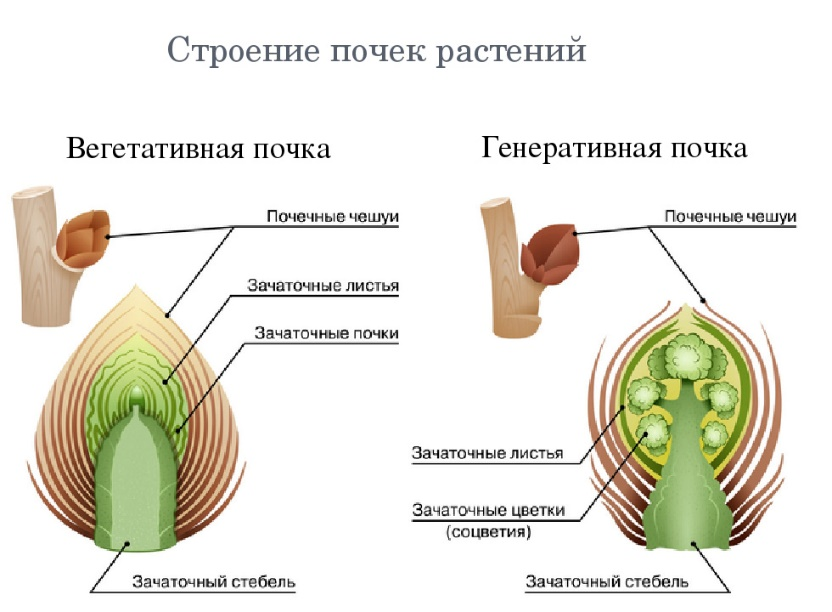 Строение почек растений
Вегетативная почка
Почечные чешуи
Зачаточные листья
Зачаточные почки
Зачаточный стебель
Генеративная почка
Почечные чешуи
Зачаточные листья
Зачаточные цветки
(соцветия)
Зачаточный стебель